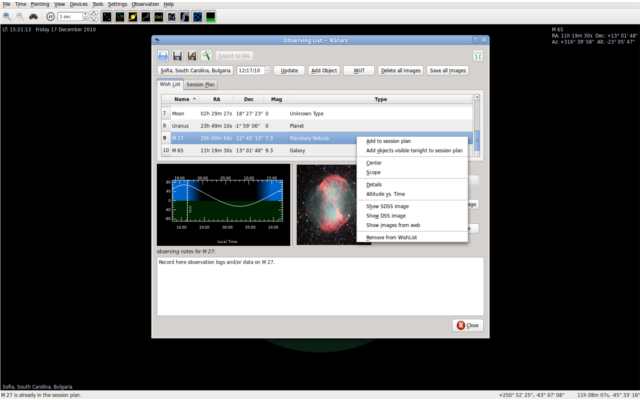 File Time Pointing View Devices Tools Settings Observation Help
1 sec
LT: 15:21:13 Friday 17 December 2010
M 65
RA: 11h 19m 30s Dec: +13° 01' 48"
Az: +316° 39' 58" Alt: -23° 05' 47"
Observing List — KStars
Export to OAL
Sofia, South Carolina, Bulgaria 12/17/10 Update Add Object WUT Delete all images Save all Images
Wish List Session Plan
Name RA Dec Mag Type
7 Moon 02h 29m 27s 18° 27' 23" 0 Unknown Type
8 Uranus 23h 49m 10s -1° 59' 06" 0 Planet
9 M 27 22° 45' 13" 7.3 Planetary Nebula
10 M 65 11h 19m 30s 13° 01' 48" 9.3 Galaxy
Add to session plan
Add objects visible tonight to session plan
Center
Scope
Details
Altitude vs. Time
Show SDSS image
Show DSS image
Show images from web
Remove from WishList
Local Time
observing notes for M 27:
Record here observation logs and/or data on M 27.
Close
Sofia, South Carolina, Bulgaria
M 27 is already in the session plan.
+250° 52' 25", -63° 07' 08" 11h 08m 07s, -45° 33' 16"